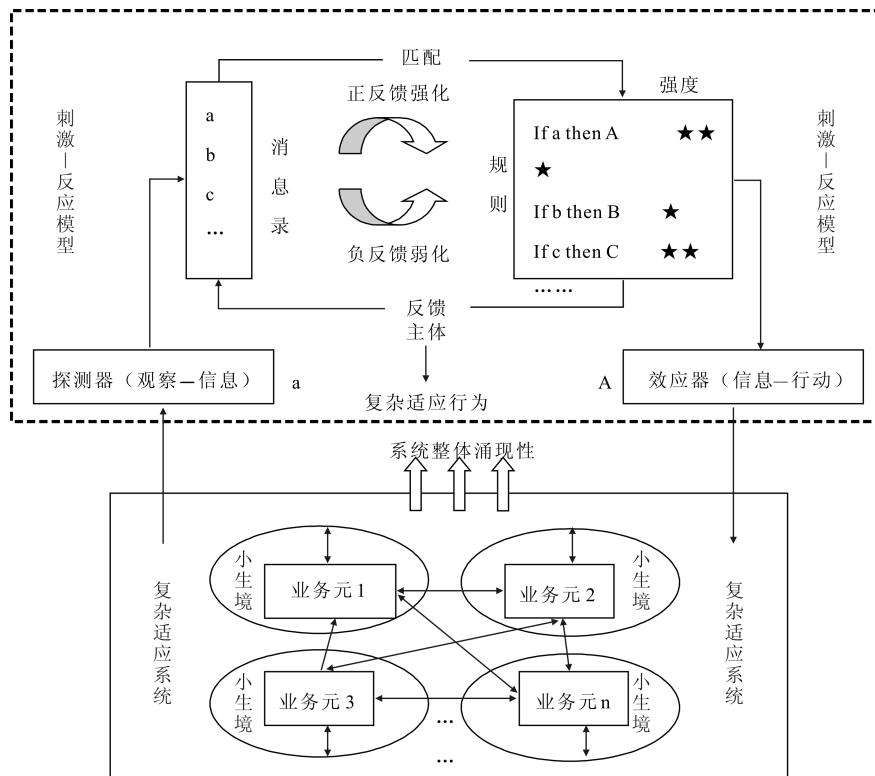 匹配
正反馈强化
强度
刺激—反应模型
a
b
c
…
消息录
规则
If a then A ★★
★
If b then B ★
If c then C ★★
……
刺激—反应模型
负反馈弱化
反馈
主体
探测器（观察—信息）
a
A
效应器（信息—行动）
复杂适应行为
系统整体涌现性
复杂适应系统
小生境
业务元 1
业务元 2
小生境
复杂适应系统
小生境
业务元 3
…
业务元 n
小生境
…